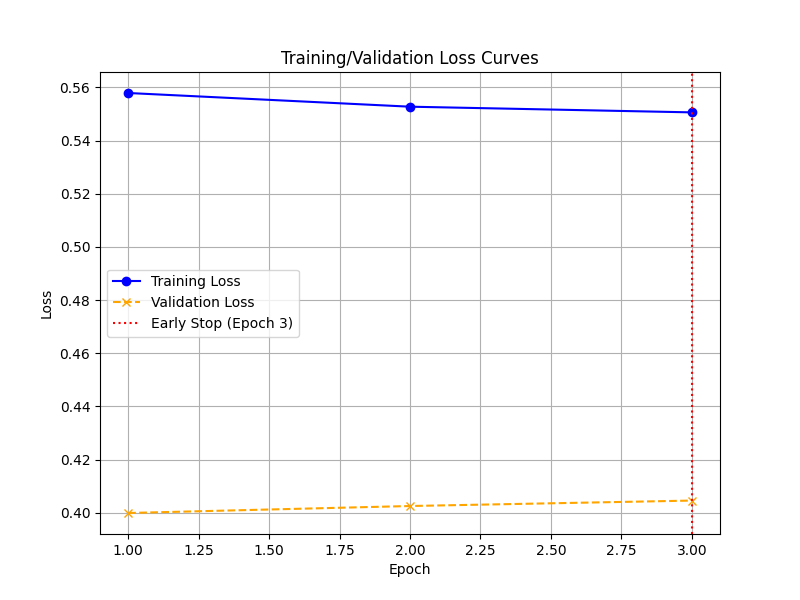 Training/Validation Loss Curves
0.56
0.54
0.52
0.50
0.48
0.46
0.44
0.42
0.40
Loss
Training Loss
Validation Loss
Early Stop (Epoch 3)
1.00 1.25 1.50 1.75 2.00 2.25 2.50 2.75 3.00
Epoch